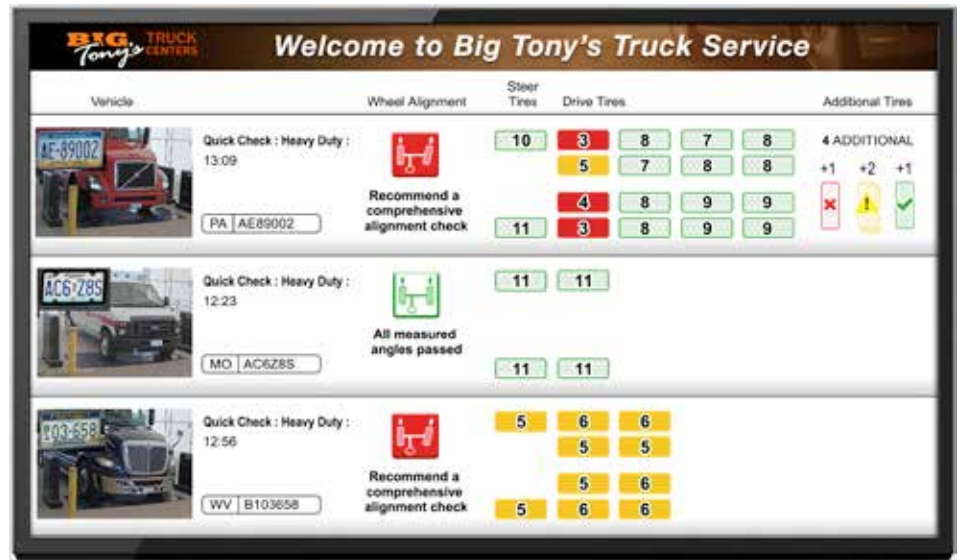 BIG Tony's TRUCK CENTERS
Welcome to Big Tony's Truck Service
Vehicle
Wheel Alignment
Steer Tires
Drive Tires
Additional Tires
AE-89002
Quick Check : Heavy Duty :
13:09
PA AE89002
Recommend a
comprehensive
alignment check
10 3 8 7 8
5 7 8 8
4 8 9 9
11 3 8 9 9
4 ADDITIONAL
+1 +2 +1
AC6 Z8S
Quick Check : Heavy Duty :
12:23
MO AC6Z8S
All measured
angles passed
11 11
11 11
103-658
Quick Check : Heavy Duty :
12:56
WV B103658
Recommend a
comprehensive
alignment check
5 6 6
5 5
5 6
5 6 6